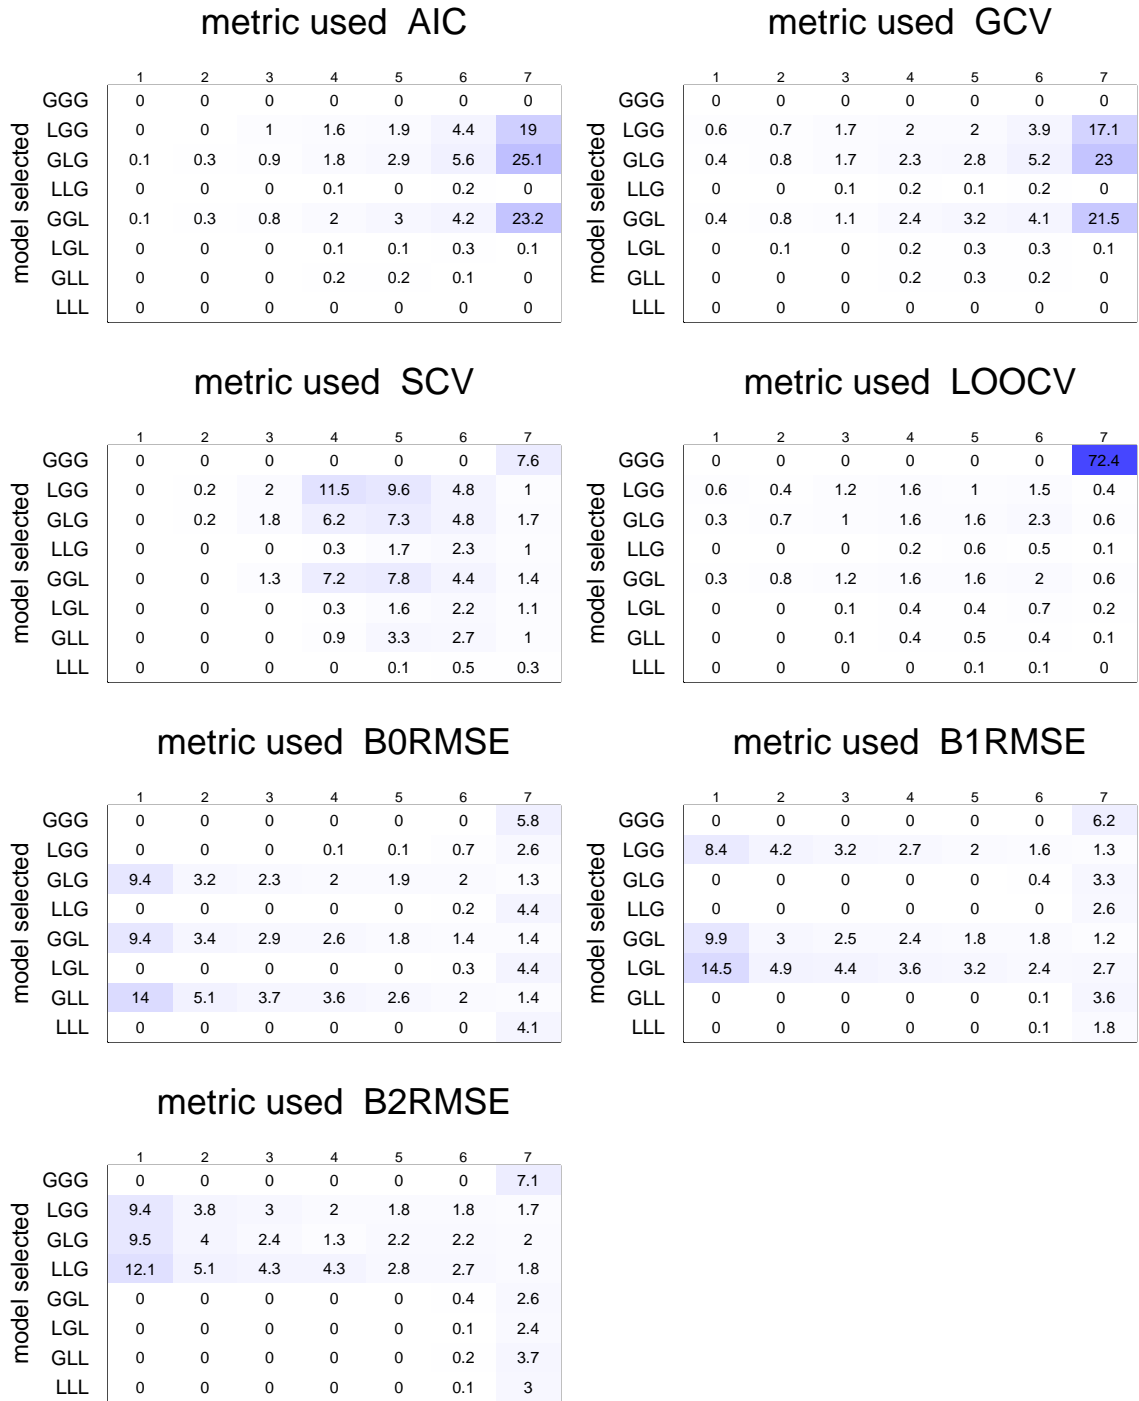 metric used AIC
1 2 3 4 5 6 7
model selected
GGG 0 0 0 0 0 0 0
LGG 0 0 1 1.6 1.9 4.4 19
GLG 0.1 0.3 0.9 1.8 2.9 5.6 25.1
LLG 0 0 0 0.1 0 0.2 0
GGL 0.1 0.3 0.8 2 3 4.2 23.2
LGL 0 0 0 0.1 0.1 0.3 0.1
GLL 0 0 0 0.2 0.2 0.1 0
LLL 0 0 0 0 0 0 0
metric used GCV
1 2 3 4 5 6 7
model selected
GGG 0 0 0 0 0 0 0
LGG 0.6 0.7 1.7 2 2 3.9 17.1
GLG 0.4 0.8 1.7 2.3 2.8 5.2 23
LLG 0 0 0.1 0.2 0.1 0.2 0
GGL 0.4 0.8 1.1 2.4 3.2 4.1 21.5
LGL 0 0.1 0 0.2 0.3 0.3 0.1
GLL 0 0 0 0.2 0.3 0.2 0
LLL 0 0 0 0 0 0 0
metric used SCV
1 2 3 4 5 6 7
model selected
GGG 0 0 0 0 0 0 7.6
LGG 0 0.2 2 11.5 9.6 4.8 1
GLG 0 0.2 1.8 6.2 7.3 4.8 1.7
LLG 0 0 0 0.3 1.7 2.3 1
GGL 0 0 1.3 7.2 7.8 4.4 1.4
LGL 0 0 0 0.3 1.6 2.2 1.1
GLL 0 0 0 0.9 3.3 2.7 1
LLL 0 0 0 0 0.1 0.5 0.3
metric used LOOCV
1 2 3 4 5 6 7
model selected
GGG 0 0 0 0 0 0 72.4
LGG 0.6 0.4 1.2 1.6 1 1.5 0.4
GLG 0.3 0.7 1 1.6 1.6 2.3 0.6
LLG 0 0 0 0.2 0.6 0.5 0.1
GGL 0.3 0.8 1.2 1.6 1.6 2 0.6
LGL 0 0 0.1 0.4 0.4 0.7 0.2
GLL 0 0 0.1 0.4 0.5 0.4 0.1
LLL 0 0 0 0 0.1 0.1 0
metric used B0RMSE
1 2 3 4 5 6 7
model selected
GGG 0 0 0 0 0 0 5.8
LGG 0 0 0 0.1 0.1 0.7 2.6
GLG 9.4 3.2 2.3 2 1.9 2 1.3
LLG 0 0 0 0 0 0.2 4.4
GGL 9.4 3.4 2.9 2.6 1.8 1.4 1.4
LGL 0 0 0 0 0 0.3 4.4
GLL 14 5.1 3.7 3.6 2.6 2 1.4
LLL 0 0 0 0 0 0 4.1
metric used B1RMSE
1 2 3 4 5 6 7
model selected
GGG 0 0 0 0 0 0 6.2
LGG 8.4 4.2 3.2 2.7 2 1.6 1.3
GLG 0 0 0 0 0 0.4 3.3
LLG 0 0 0 0 0 0 2.6
GGL 9.9 3 2.5 2.4 1.8 1.8 1.2
LGL 14.5 4.9 4.4 3.6 3.2 2.4 2.7
GLL 0 0 0 0 0 0.1 3.6
LLL 0 0 0 0 0 0.1 1.8
metric used B2RMSE
1 2 3 4 5 6 7
model selected
GGG 0 0 0 0 0 0 7.1
LGG 9.4 3.8 3 2 1.8 1.8 1.7
GLG 9.5 4 2.4 1.3 2.2 2.2 2
LLG 12.1 5.1 4.3 4.3 2.8 2.7 1.8
GGL 0 0 0 0 0 0.4 2.6
LGL 0 0 0 0 0 0.1 2.4
GLL 0 0 0 0 0 0.2 3.7
LLL 0 0 0 0 0 0.1 3